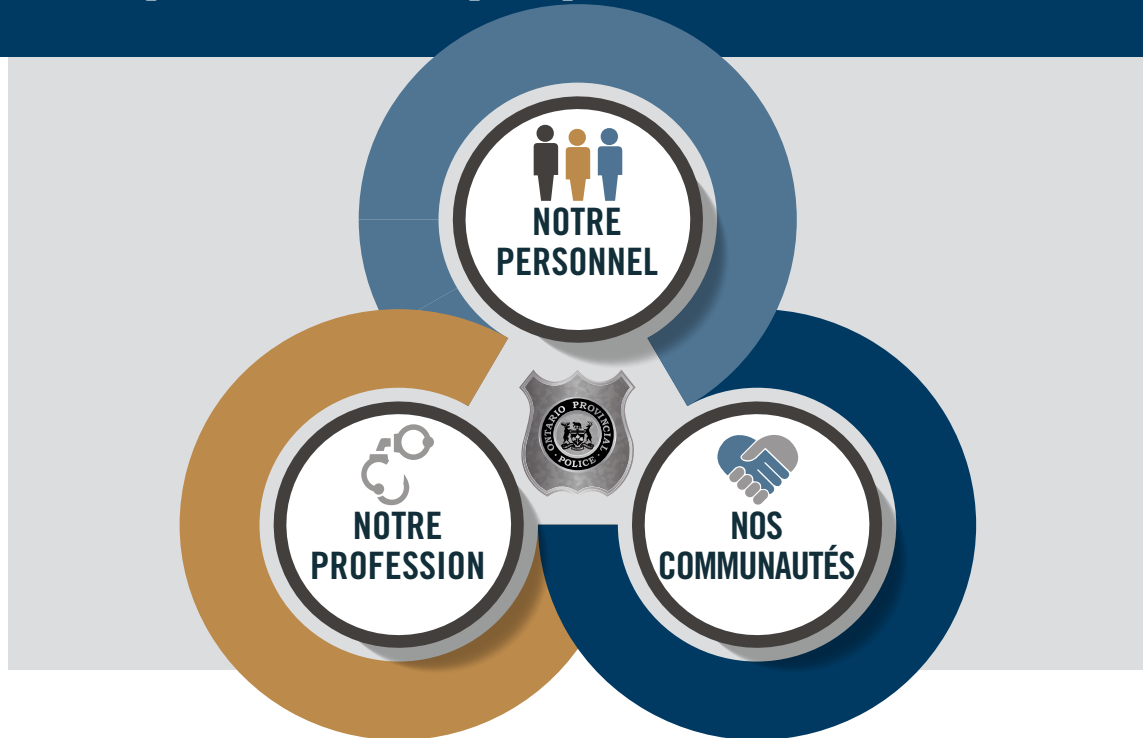 NOTRE
PERSONNEL
ONTARIO PROVINCIAL
POLICE
NOTRE
PROFESSION
NOS
COMMUNAUTÉS